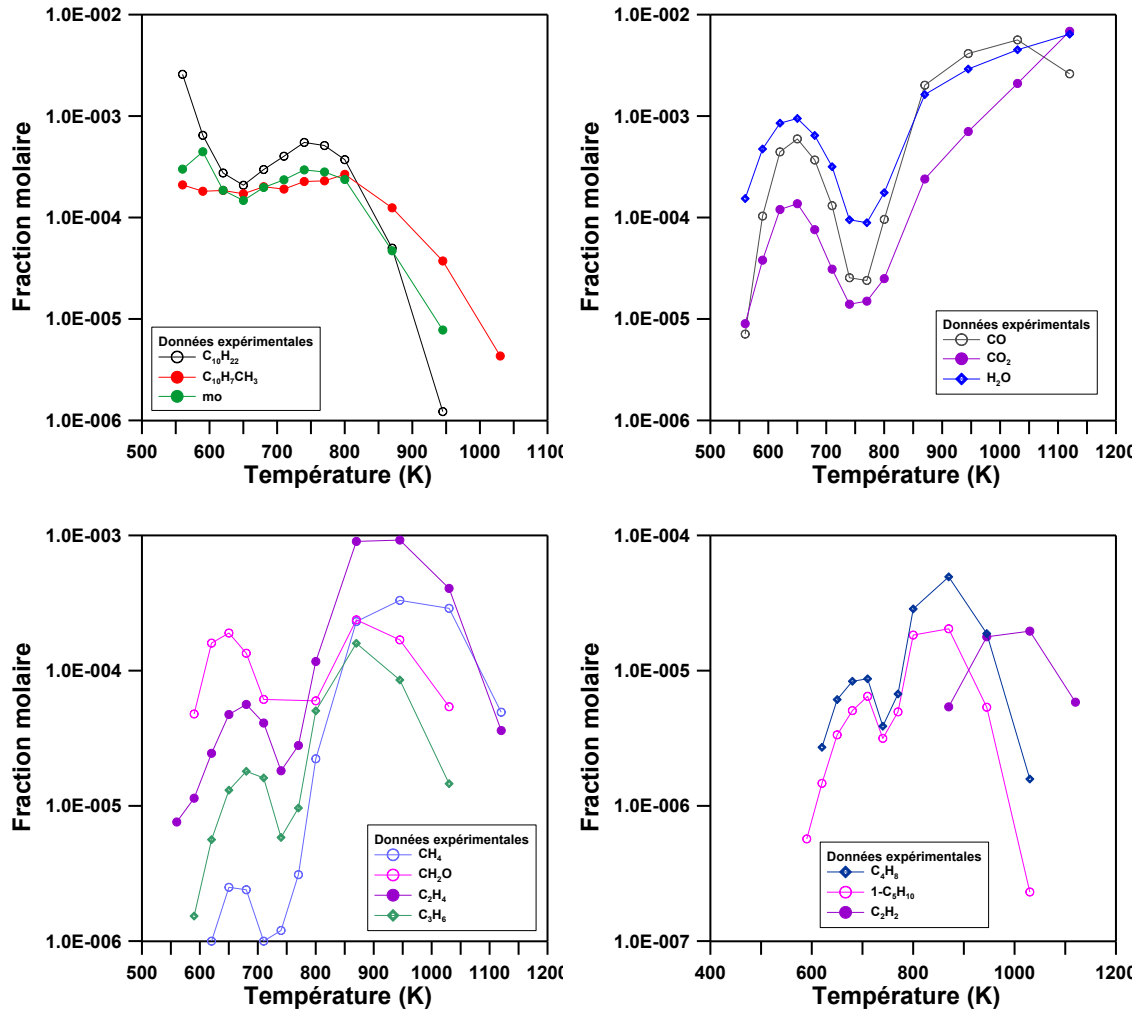 1.0E-002
1.0E-003
1.0E-004
1.0E-005
1.0E-006
Fraction molaire
Données expérimentales
C₁₀H₂₂
C₁₀H₇CH₃
mo
500 600 700 800 900 1000 1100
Température (K)
1.0E-002
1.0E-003
1.0E-004
1.0E-005
1.0E-006
Fraction molaire
Données expérimentals
CO
CO₂
H₂O
500 600 700 800 900 1000 1100 1200
Température (K)
1.0E-003
1.0E-004
1.0E-005
1.0E-006
Fraction molaire
Données expérimentales
CH₄
CH₂O
C₂H₄
C₃H₆
500 600 700 800 900 1000 1100 1200
Température (K)
1.0E-004
1.0E-005
1.0E-006
1.0E-007
Fraction molaire
Données expérimentales
C₄H₈
1-C₅H₁₀
C₂H₂
400 600 800 1000 1200
Température (K)